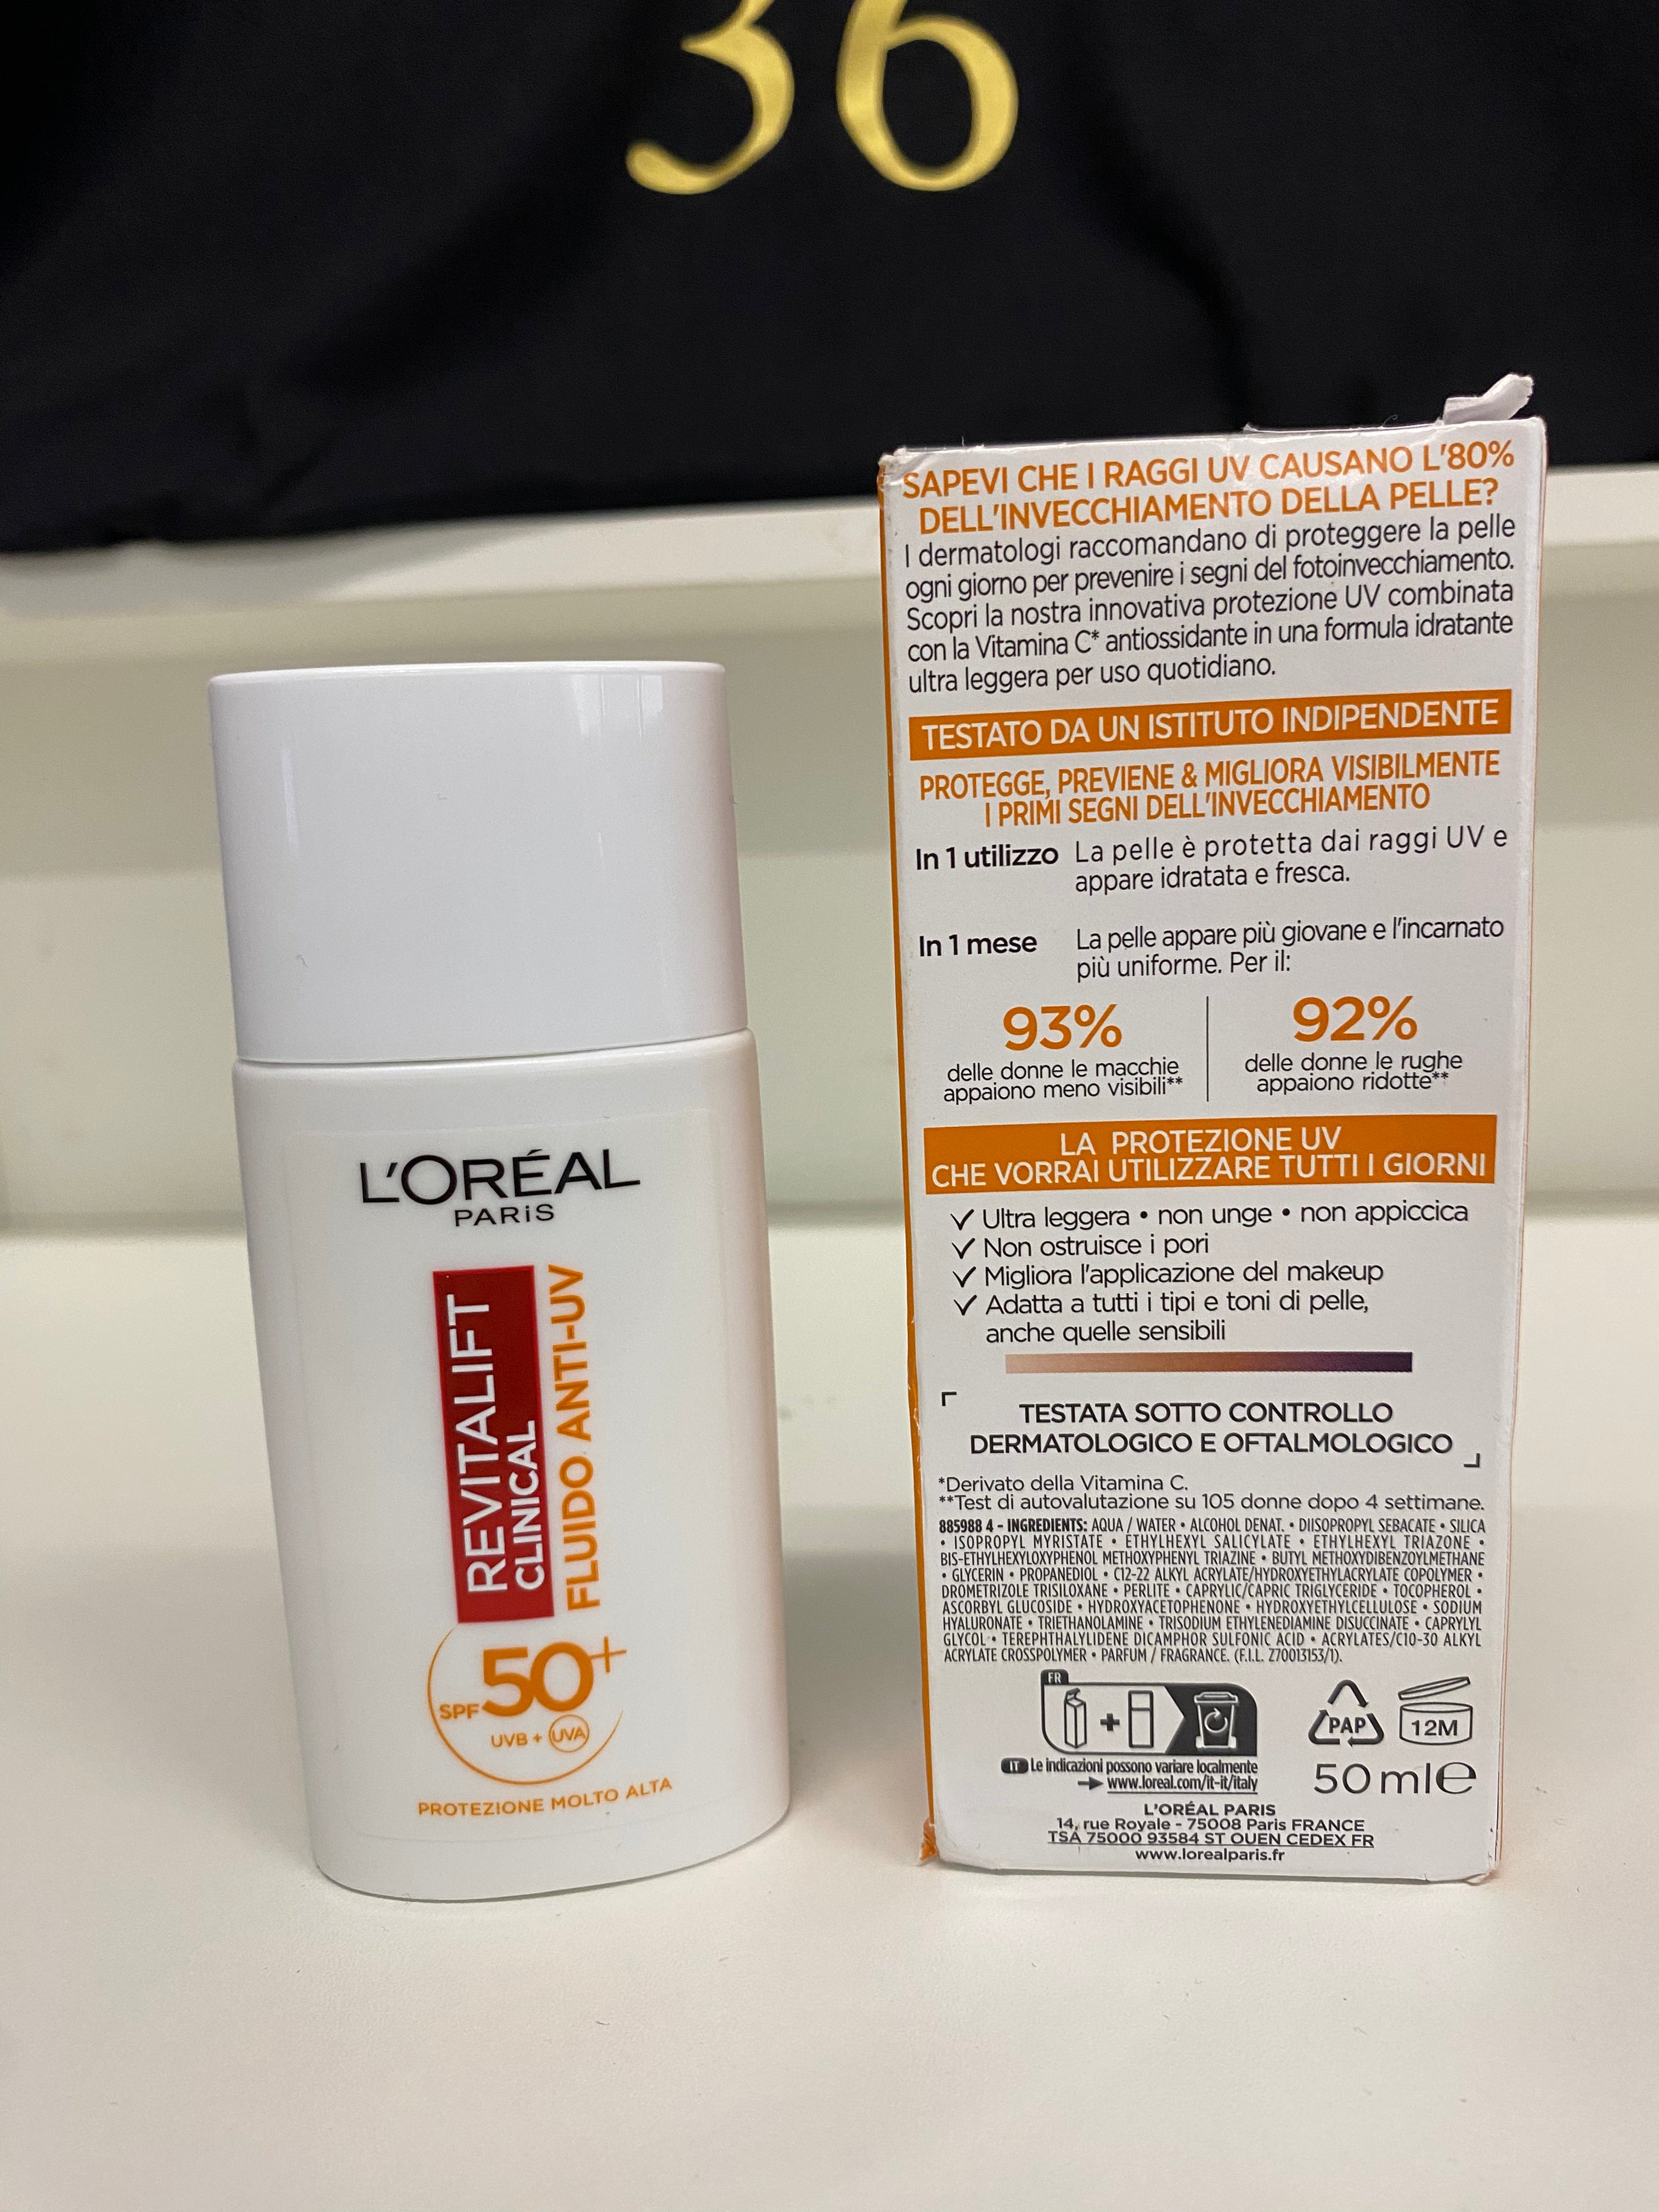 36
L'ORÉAL
PARiS
REVITALIFT
CLINICAL
FLUIDO ANTI-UV
SPF 50+
UVB + UVA
PROTEZIONE MOLTO ALTA
SAPEVI CHE I RAGGI UV CAUSANO L'80%
DELL'INVECCHIAMENTO DELLA PELLE?
I dermatologi raccomandano di proteggere la pelle
ogni giorno per prevenire i segni del fotoinvecchiamento.
Scopri la nostra innovativa protezione UV combinata
con la Vitamina C* antiossidante in una formula idratante
ultra leggera per uso quotidiano.
TESTATO DA UN ISTITUTO INDIPENDENTE
PROTEGGE, PREVIENE & MIGLIORA VISIBILMENTE
I PRIMI SEGNI DELL'INVECCHIAMENTO
In 1 utilizzo La pelle è protetta dai raggi UV e
appare idratata e fresca.
In 1 mese La pelle appare più giovane e l'incarnato
più uniforme. Per il:
93%
delle donne le macchie
appaiono meno visibili**
92%
delle donne le rughe
appaiono ridotte**
LA PROTEZIONE UV
CHE VORRAI UTILIZZARE TUTTI I GIORNI
✓ Ultra leggera • non unge • non appiccica
✓ Non ostruisce i pori
✓ Migliora l'applicazione del makeup
✓ Adatta a tutti i tipi e toni di pelle,
anche quelle sensibili
TESTATA SOTTO CONTROLLO
DERMATOLOGICO E OFTALMOLOGICO
*Derivato della Vitamina C.
**Test di autovalutazione su 105 donne dopo 4 settimane.
885988 4 - INGREDIENTS: AQUA / WATER • ALCOHOL DENAT. • DIISOPROPYL SEBACATE • SILICA
• ISOPROPYL MYRISTATE • ETHYLHEXYL SALICYLATE • ETHYLHEXYL TRIAZONE •
BIS-ETHYLHEXYLOXYPHENOL METHOXYPHENYL TRIAZINE • BUTYL METHOXYDIBENZOYLMETHANE
• GLYCERIN • PROPANEDIOL • C12-22 ALKYL ACRYLATE/HYDROXYETHYLACRYLATE COPOLYMER •
DROMETRIZOLE TRISILOXANE • PERLITE • CAPRYLIC/CAPRIC TRIGLYCERIDE • TOCOPHEROL •
ASCORBYL GLUCOSIDE • HYDROXYACETOPHENONE • HYDROXYETHYLCELLULOSE • SODIUM
HYALURONATE • TRIETHANOLAMINE • TRISODIUM ETHYLENEDIAMINE DISUCCINATE • CAPRYLYL
GLYCOL • TEREPHTHALYLIDENE DICAMPHOR SULFONIC ACID • ACRYLATES/C10-30 ALKYL
ACRYLATE CROSSPOLYMER • PARFUM / FRAGRANCE. (F.I.L. Z70013153/1).
FR
PAP
12M
IT Le indicazioni possono variare localmente
www.loreal.com/it-it/italy
50 ml e
L'ORÉAL PARIS
14, rue Royale - 75008 Paris FRANCE
TSA 75000 93584 ST OUEN CEDEX FR
www.lorealparis.fr